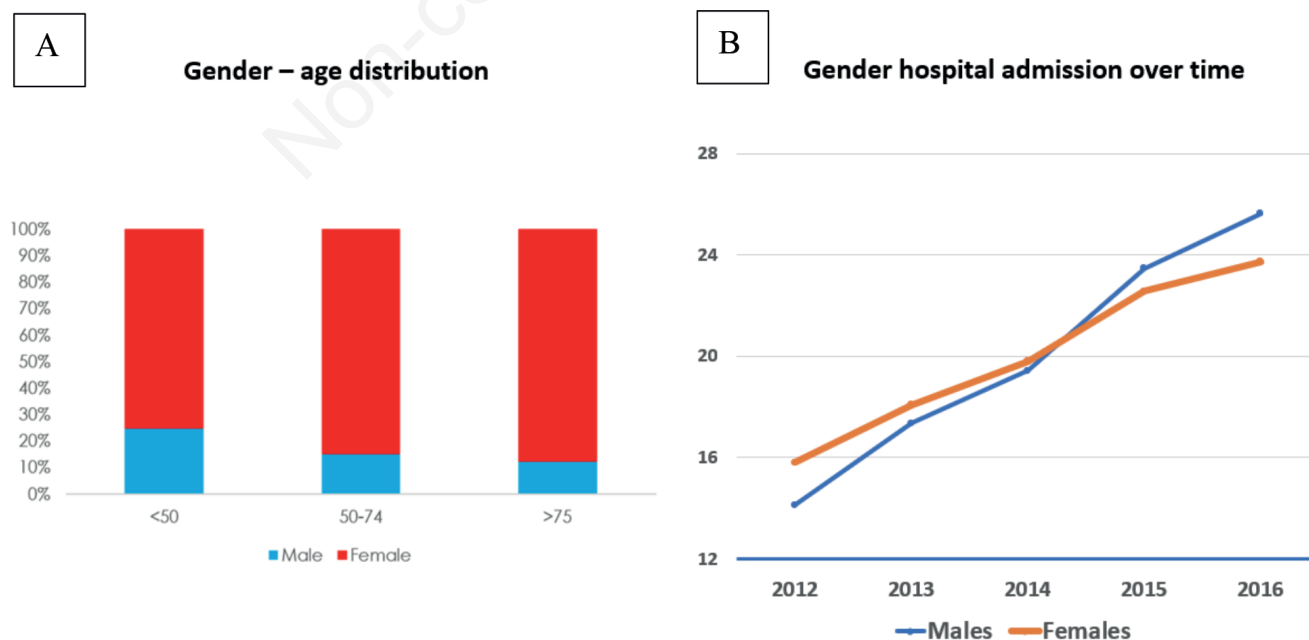 A
Gender – age distribution
100%
90%
80%
70%
60%
50%
40%
30%
20%
10%
0%
<50
50-74
>75
Male Female
B
Gender hospital admission over time
28
24
20
16
12
2012 2013 2014 2015 2016
Males Females